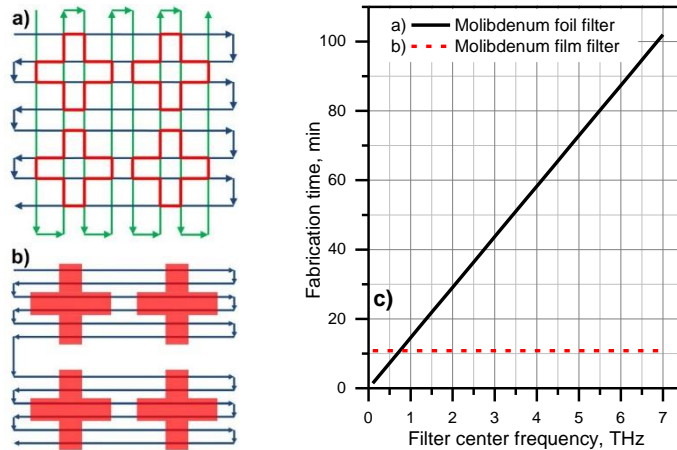 a)
b)
a) Molibdenum foil filter
b) Molibdenum film filter
100
80
60
40
20
0
Fabrication time, min
c)
0 1 2 3 4 5 6 7
Filter center frequency, THz